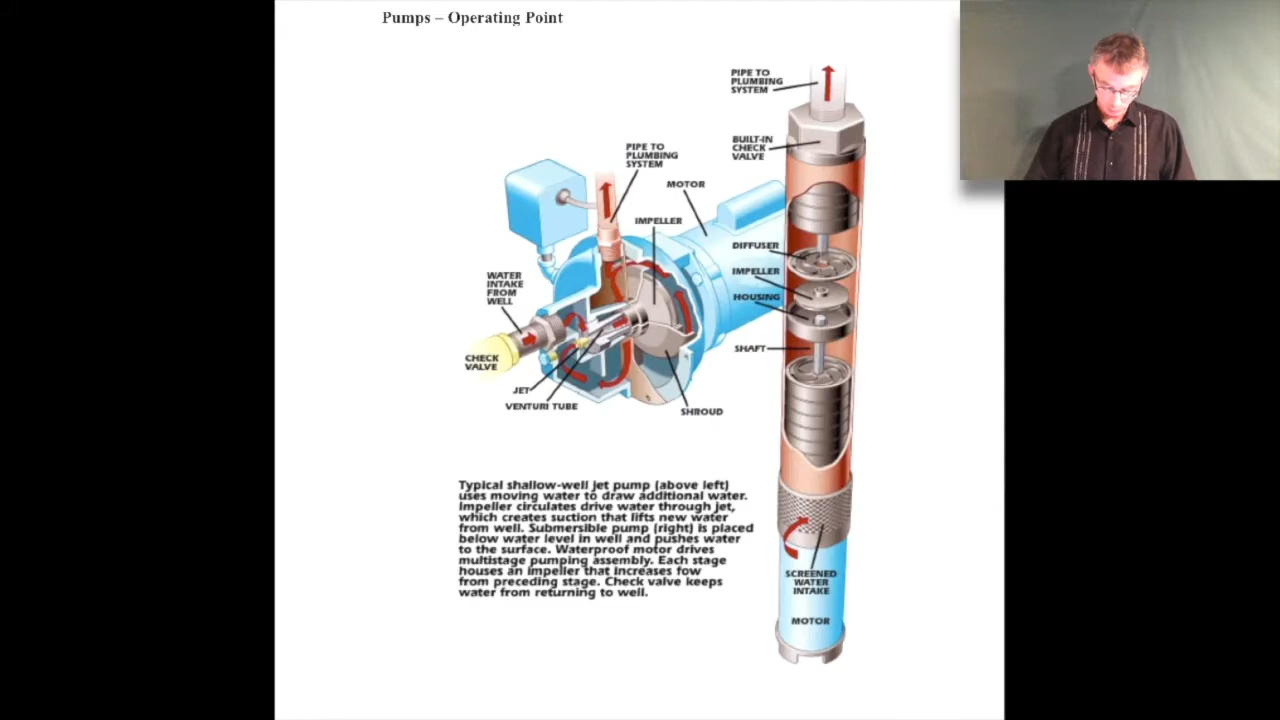 Pumps – Operating Point
PIPE TO
PLUMBING
SYSTEM
BUILT-IN
CHECK
VALVE
PIPE TO
PLUMBING
SYSTEM
MOTOR
IMPELLER
DIFFUSER
IMPELLER
HOUSING
SHAFT
WATER
INTAKE
FROM
WELL
CHECK
VALVE
JET
VENTURI TUBE
SHROUD
Typical shallow-well jet pump (above left)
uses moving water to draw additional water.
Impeller circulates drive water through jet,
which creates suction that lifts new water
from well. Submersible pump (right) is placed
below water level in well and pushes water
to the surface. Waterproof motor drives
multistage pumping assembly. Each stage
houses an impeller that increases fow
from preceding stage. Check valve keeps
water from returning to well.
SCREENED
WATER
INTAKE
MOTOR